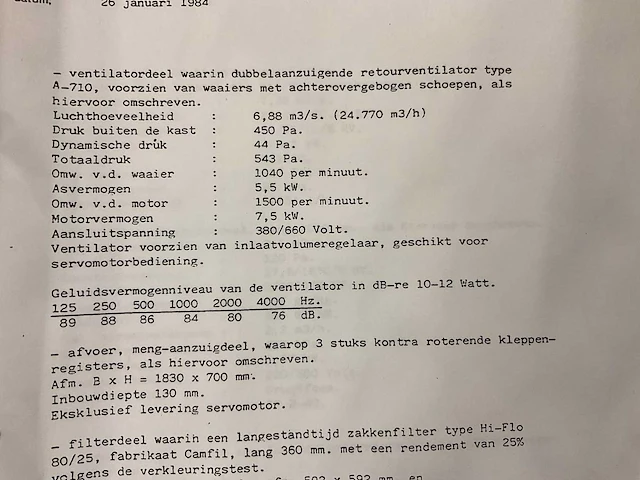 Datum, 26 januari 1984
— ventilatordeel waarin dubbelaanzuigende retourventilator type
A-710, voorzien van waaiers met achterovergebogen schoepen, als
hiervoor omschreven.
Luchthoeveelheid : 6,88 m3/s. (24.770 m3/h)
Druk buiten de kast : 450 Pa.
Dynamische druk : 44 Pa.
Totaaldruk : 543 Pa.
Omw. v.d. waaier : 1040 per minuut.
Asvermogen : 5,5 kW.
Omw. v.d. motor : 1500 per minuut.
Motorvermogen : 7,5 kW.
Aansluitspanning : 380/660 Volt.
Ventilator voorzien van inlaatvolumeregelaar, geschikt voor
servomotorbediening.
Geluidsvermogenniveau van de ventilator in dB-re 10-12 Watt.
125 250 500 1000 2000 4000 Hz.
89 88 86 84 80 76 dB.
— afvoer, meng-aanzuigdeel, waarop 3 stuks kontra roterende kleppen-
registers, als hiervoor omschreven.
Afm. B x H = 1830 x 700 mm.
Inbouwdiepte 130 mm.
Eksklusief levering servomotor.
— filterdeel waarin een langestandtijd zakkenfilter type Hi-Flo
80/25, fabrikaat Camfil, lang 360 mm. met een rendement van 25%
volgens de verkleuringstest.
592 mm. en